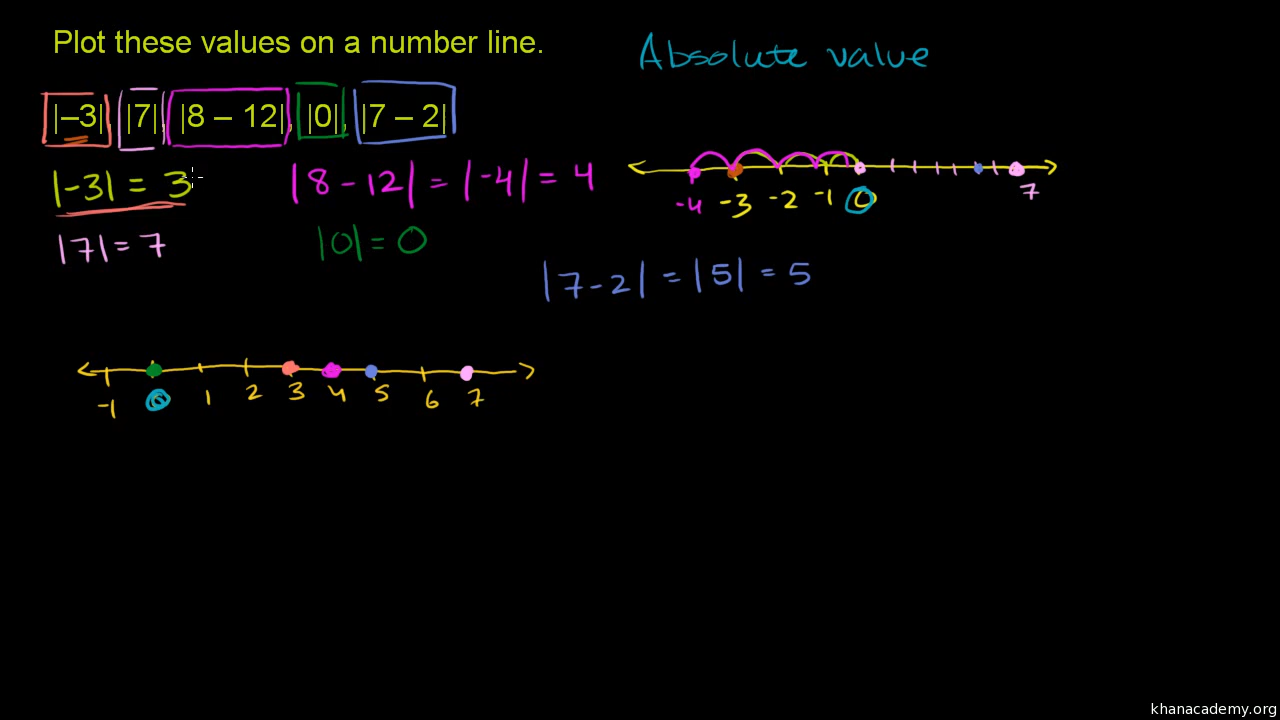 Plot these values on a number line.
Absolute value
|–3|, |7|, |8 – 12|, |0|, |7 – 2|
|-3| = 3
|8 - 12| = |-4| = 4
-4 -3 -2 -1 0 7
|7| = 7
|0| = 0
|7 - 2| = |5| = 5
-1 0 1 2 3 4 5 6 7
khanacademy.org